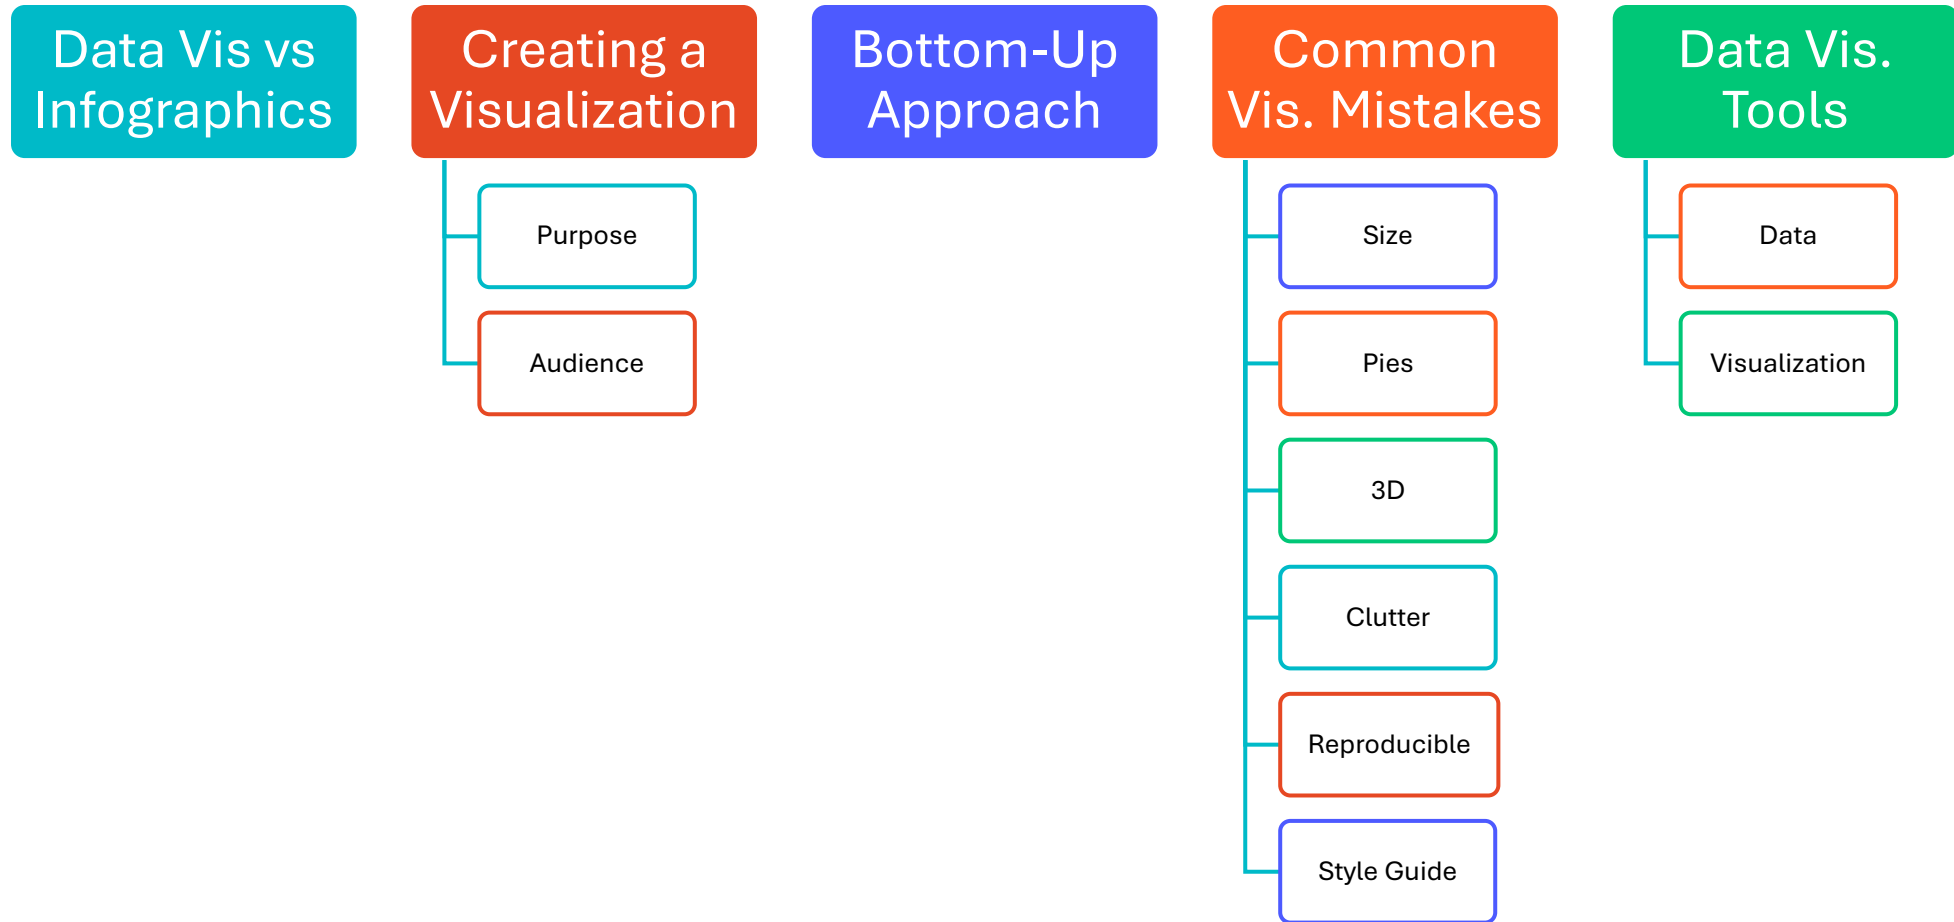 Data Vis vs
Infographics
Creating a
Visualization
Purpose
Audience
Bottom-Up
Approach
Common
Vis. Mistakes
Size
Pies
3D
Clutter
Reproducible
Style Guide
Data Vis.
Tools
Data
Visualization